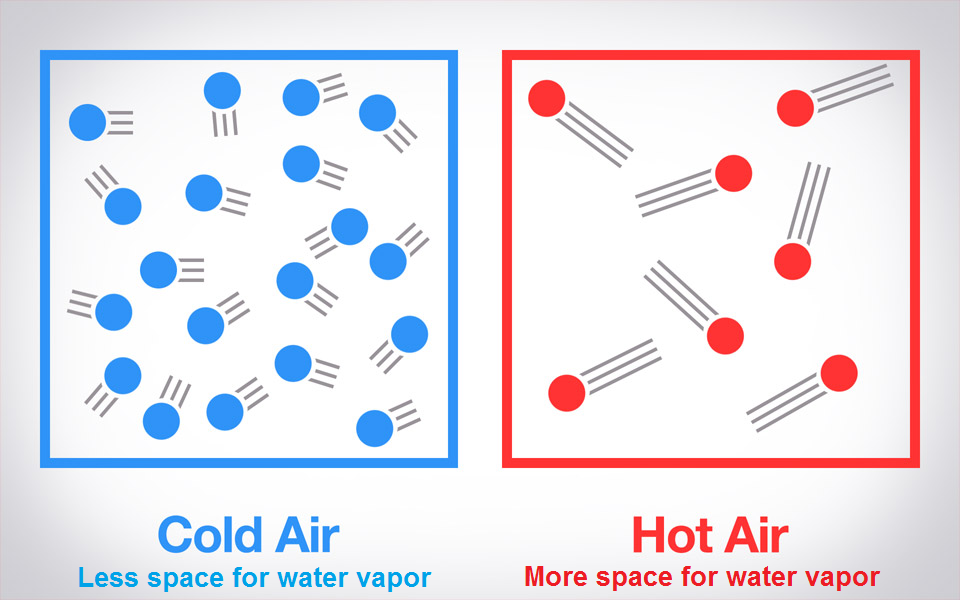 Cold Air
Less space for water vapor
Hot Air
More space for water vapor